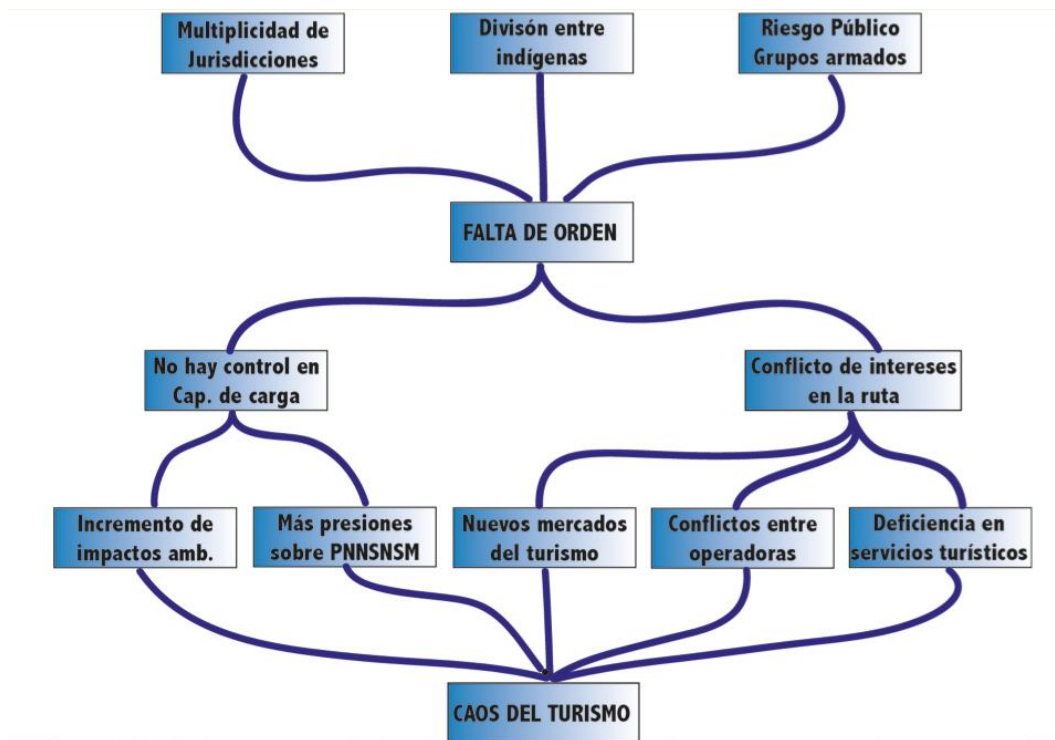 Multiplicidad de
Jurisdicciones
Divisón entre
indígenas
Riesgo Público
Grupos armados
FALTA DE ORDEN
No hay control en
Cap. de carga
Conflicto de intereses
en la ruta
Incremento de
impactos amb.
Más presiones
sobre PNNSNSM
Nuevos mercados
del turismo
Conflictos entre
operadoras
Deficiencia en
servicios turísticos
CAOS DEL TURISMO